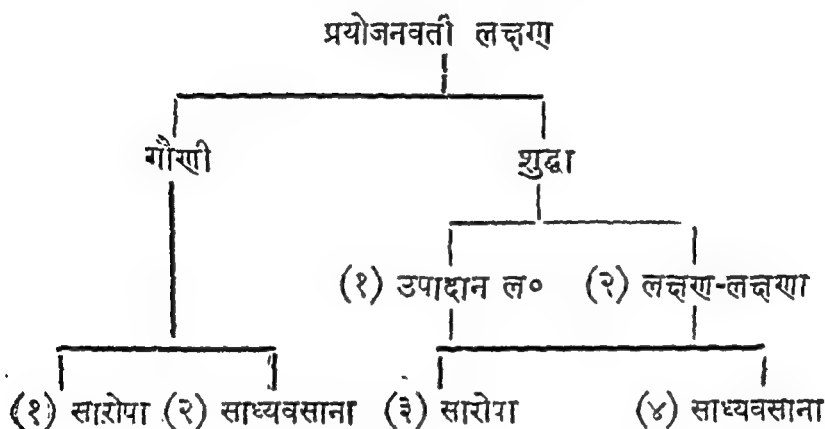 प्रयोजनवती लक्षणा
गौणी शुद्धा
(१) उपादान ल० (२) लक्षण-लक्षणा
(१) सारोपा (२) साध्यवसाना (३) सारोपा (४) साध्यवसाना